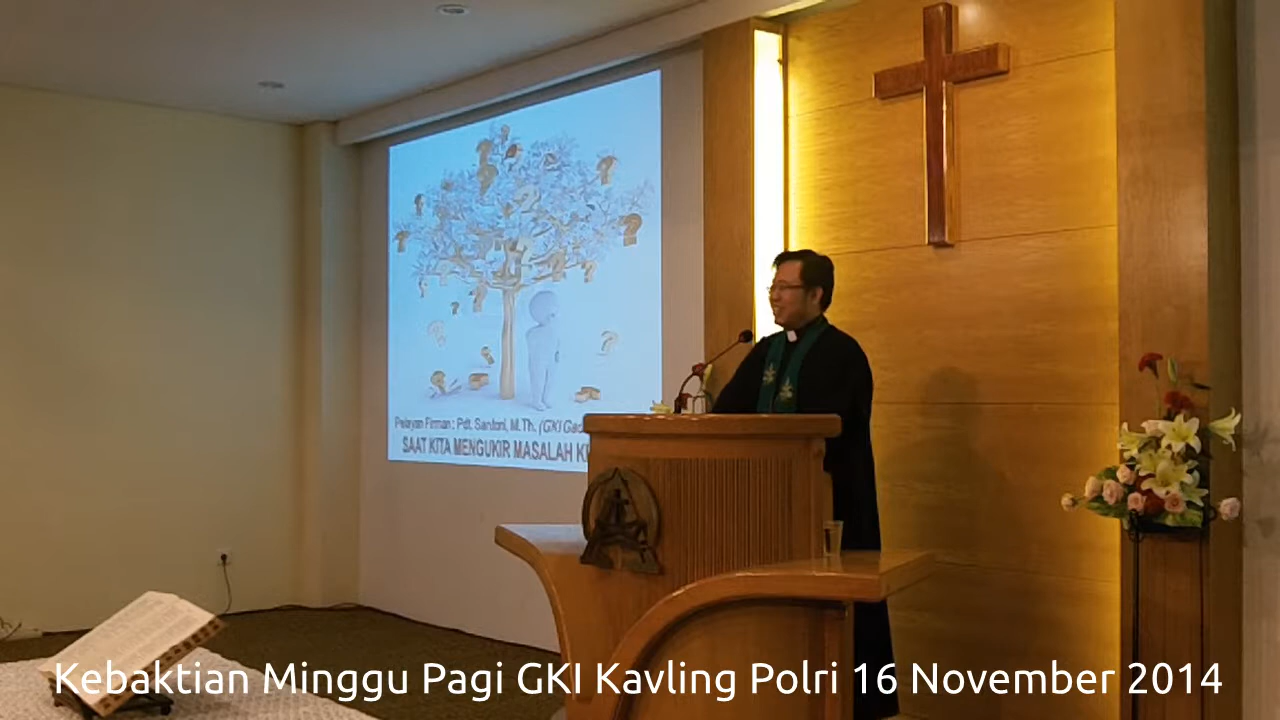 Pelayan Firman : Pdt. Santoni, M.Th. (GKI
SAAT KITA MENGUKIR MASALAH
Kebaktian Minggu Pagi GKI Kavling Polri 16 November 2014